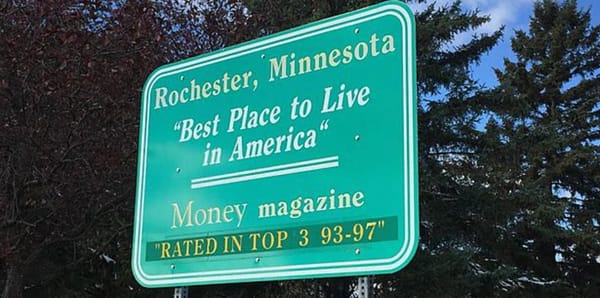 Rochester, Minnesota
"Best Place to Live
in America"
Money magazine
"RATED IN TOP 3 93-97"